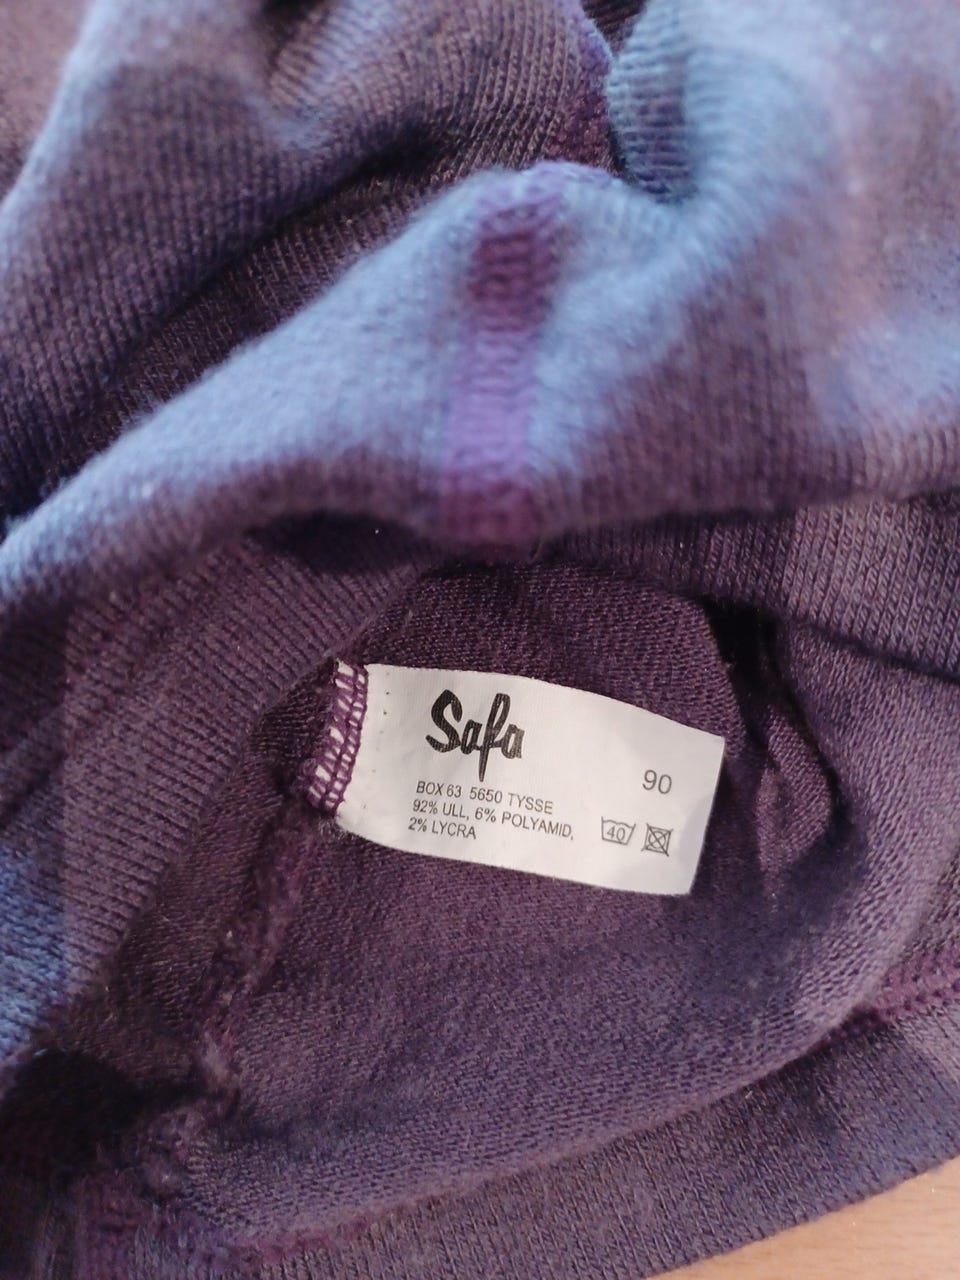 Safa
90
BOX 63 5650 TYSSE
92% ULL, 6% POLYAMID,
2% LYCRA
40